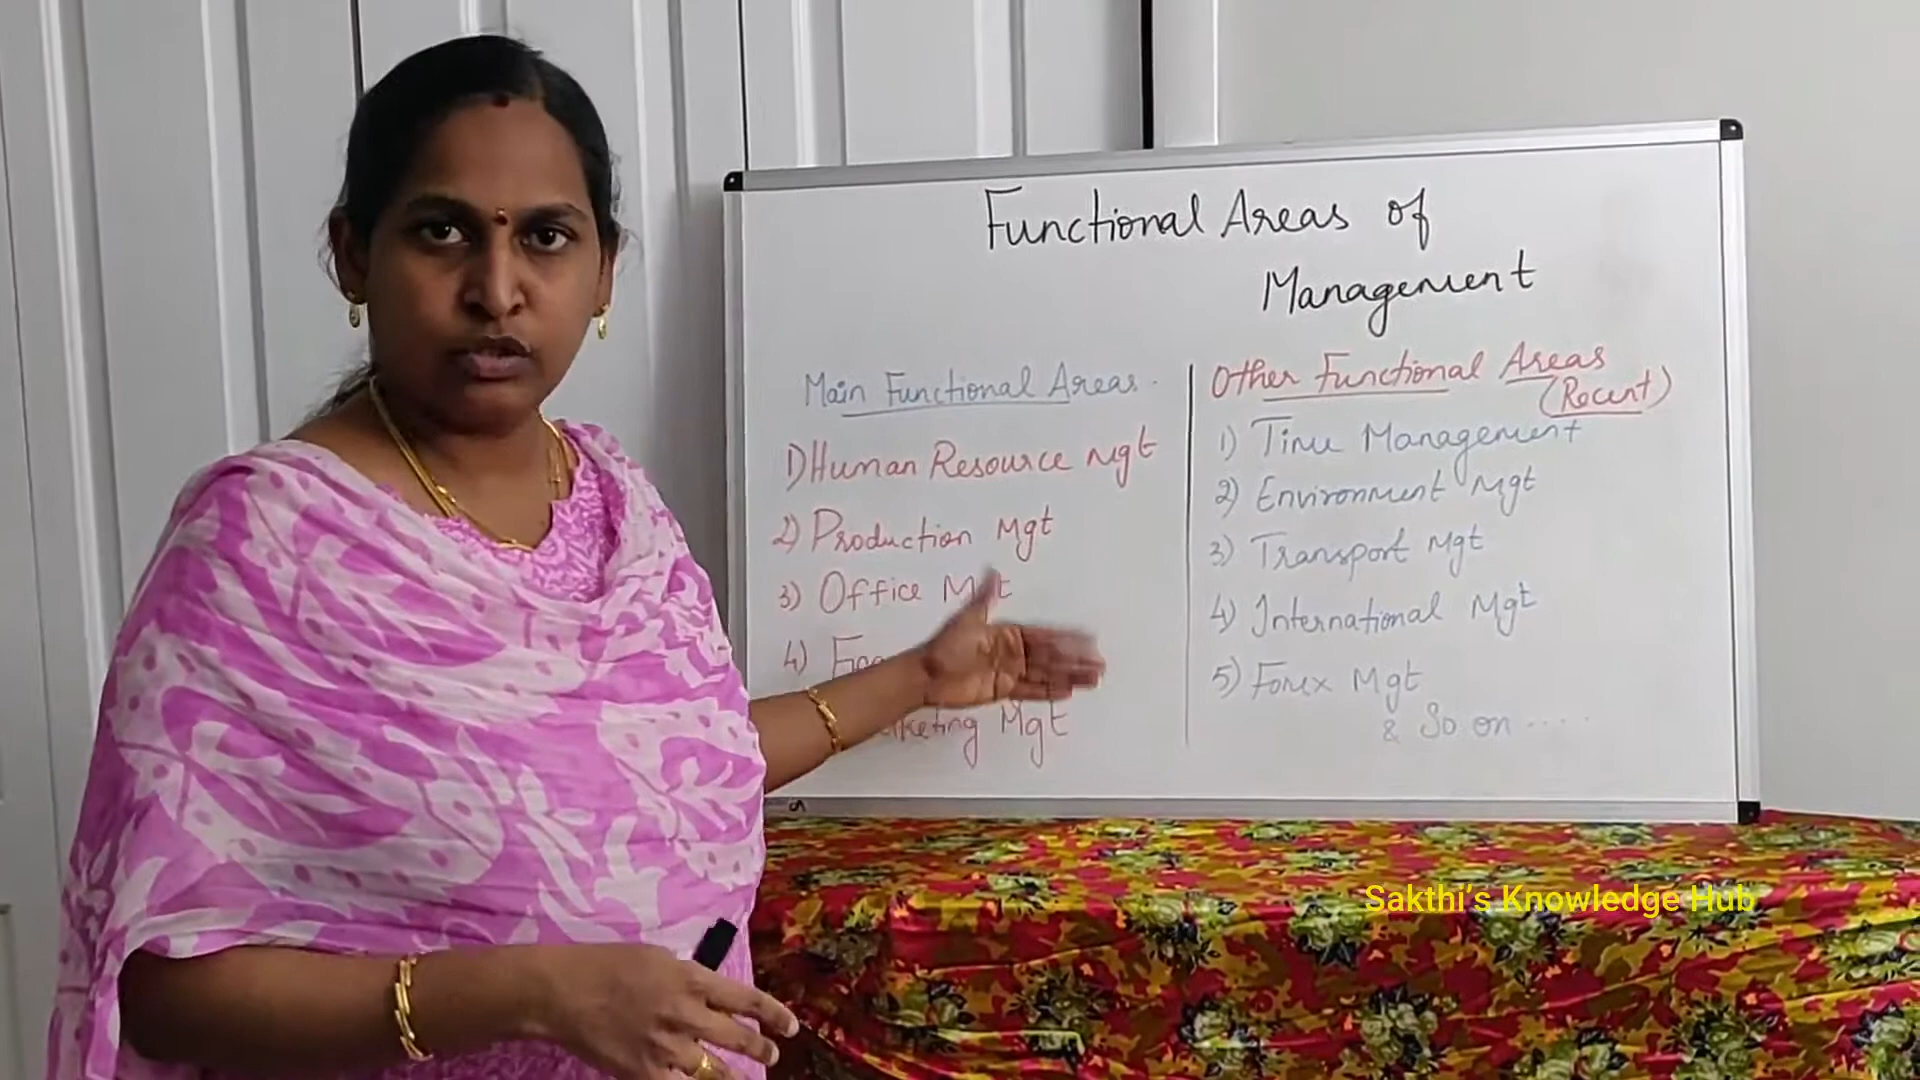 Functional Areas of
Management
Main Functional Areas.
1) Human Resource Mgt
2) Production Mgt
3) Office Mgt
4)
Mgt
Other Functional Areas
(Recent)
1) Time Management
2) Environment Mgt
3) Transport Mgt
4) International Mgt
5) Forex Mgt
& So on ....
Sakthi's Knowledge Hub